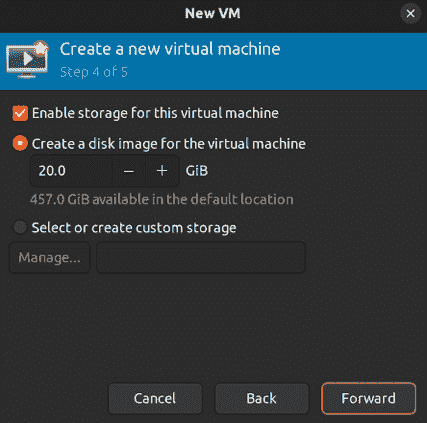 New VM
Create a new virtual machine
Step 4 of 5
Enable storage for this virtual machine
Create a disk image for the virtual machine
20.0 − + GiB
457.0 GiB available in the default location
Select or create custom storage
Manage...
Cancel Back Forward